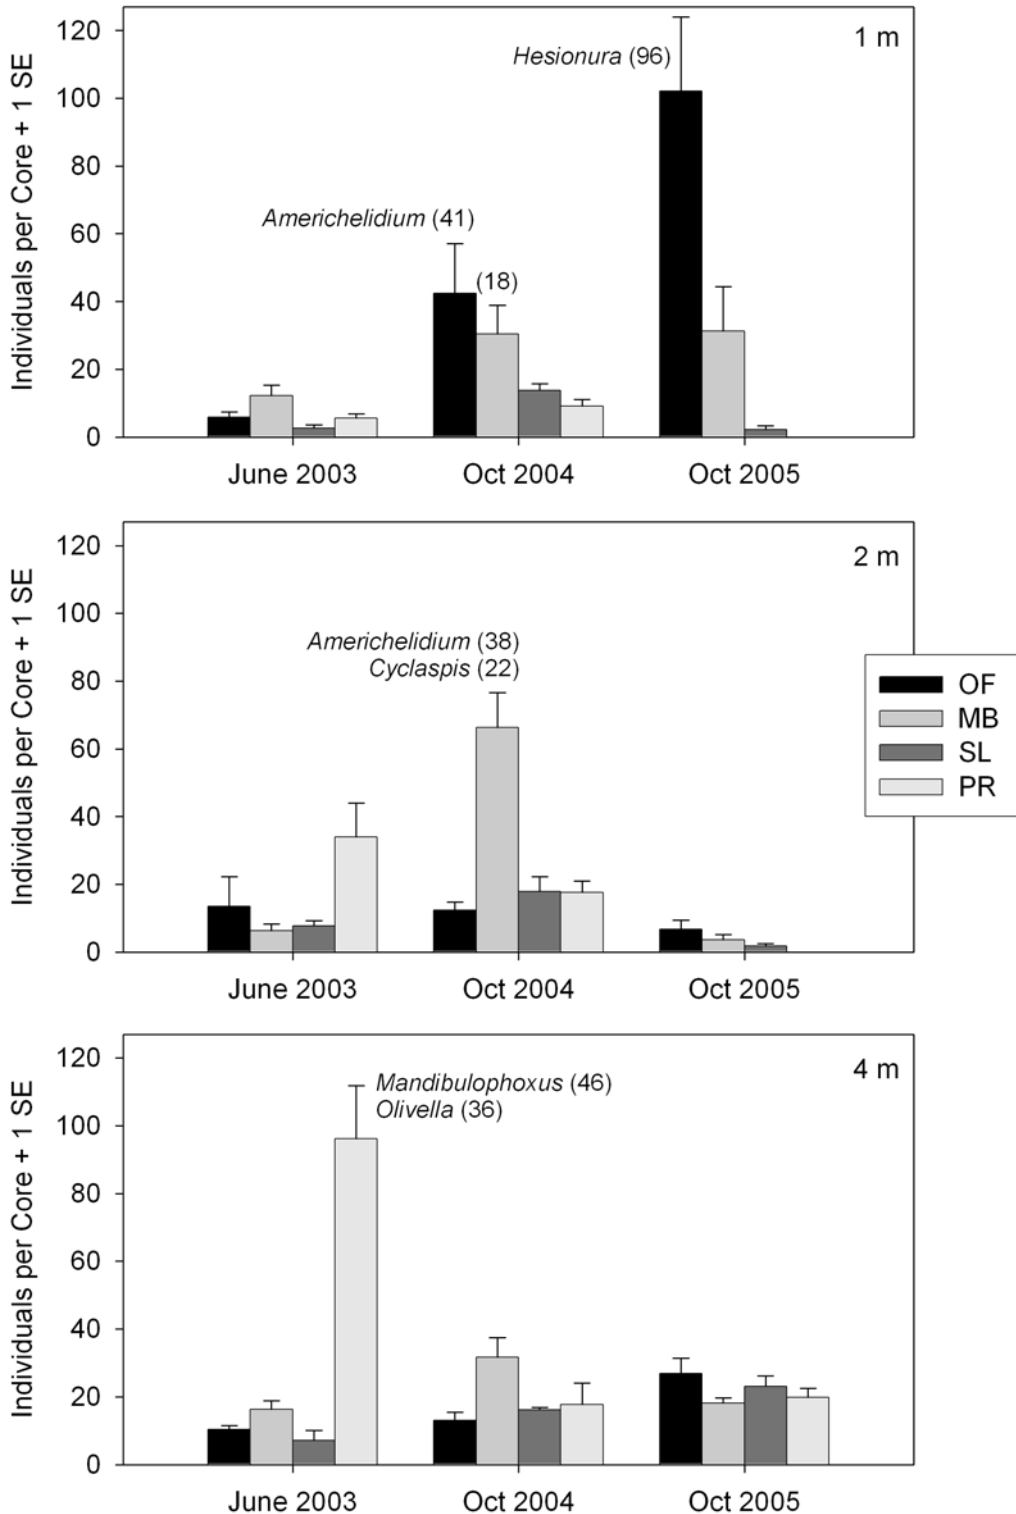 Individuals per Core + 1 SE
120
100
80
60
40
20
0
1 m
Hesionura (96)
Americhelidium (41)
(18)
June 2003 Oct 2004 Oct 2005
Individuals per Core + 1 SE
120
100
80
60
40
20
0
2 m
Americhelidium (38)
Cyclaspis (22)
OF
MB
SL
PR
June 2003 Oct 2004 Oct 2005
Individuals per Core + 1 SE
120
100
80
60
40
20
0
4 m
Mandibulophoxus (46)
Olivella (36)
June 2003 Oct 2004 Oct 2005